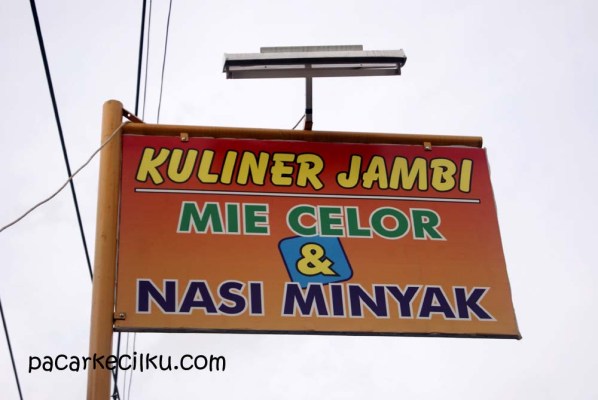 KULINER JAMBI
MIE CELOR
&
NASI MINYAK
pacarkecilku.com